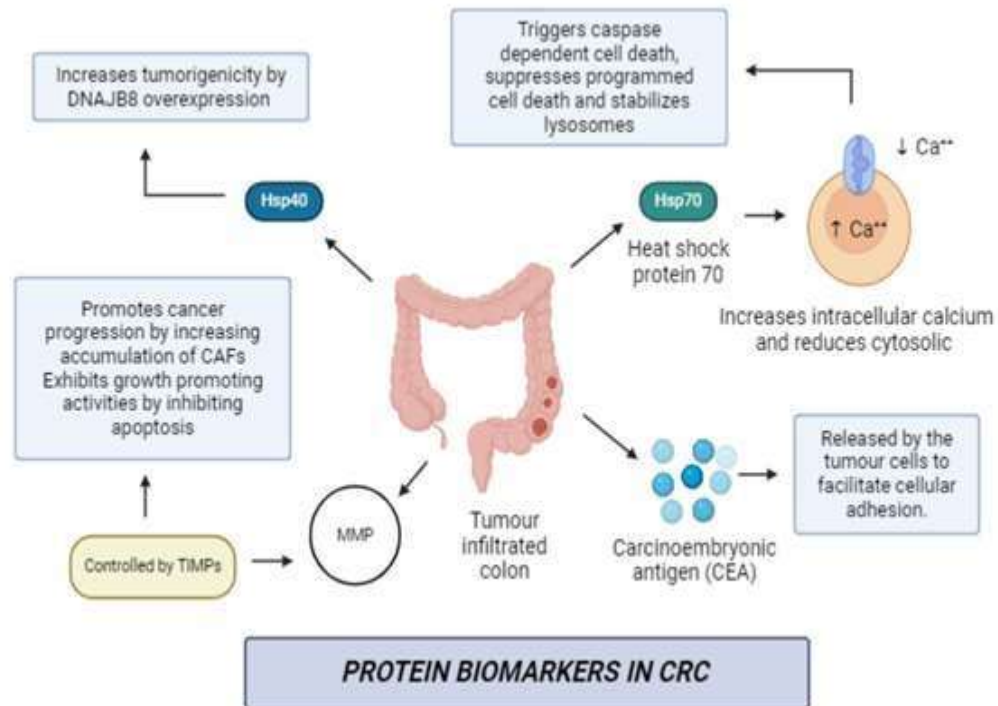 Triggers caspase
dependent cell death,
suppresses programmed
cell death and stabilizes
lysosomes
Increases tumorigenicity by
DNAJB8 overexpression
↓ Ca⁺⁺
Hsp40
Hsp70
↑ Ca⁺⁺
Heat shock
protein 70
Increases intracellular calcium
and reduces cytosolic
Promotes cancer
progression by increasing
accumulation of CAFs
Exhibits growth promoting
activities by inhibiting
apoptosis
Released by the
tumour cells to
facilitate cellular
adhesion.
MMP
Tumour
infiltrated
colon
Carcinoembryonic
antigen (CEA)
Controlled by TIMPs
PROTEIN BIOMARKERS IN CRC